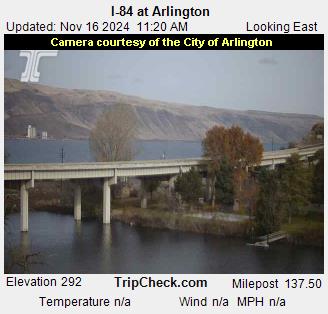 I-84 at Arlington
Updated: Nov 16 2024 11:20 AM Looking East
Camera courtesy of the City of Arlington
Elevation 292 TripCheck.com Milepost 137.50
Temperature n/a Wind n/a MPH n/a